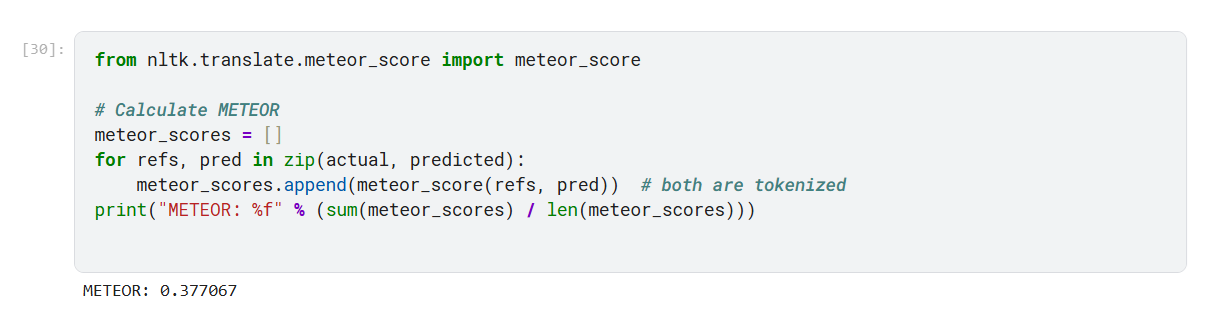 [30]:
from nltk.translate.meteor_score import meteor_score
# Calculate METEOR
meteor_scores = []
for refs, pred in zip(actual, predicted):
    meteor_scores.append(meteor_score(refs, pred))  # both are tokenized
print("METEOR: %f" % (sum(meteor_scores) / len(meteor_scores)))
METEOR: 0.377067